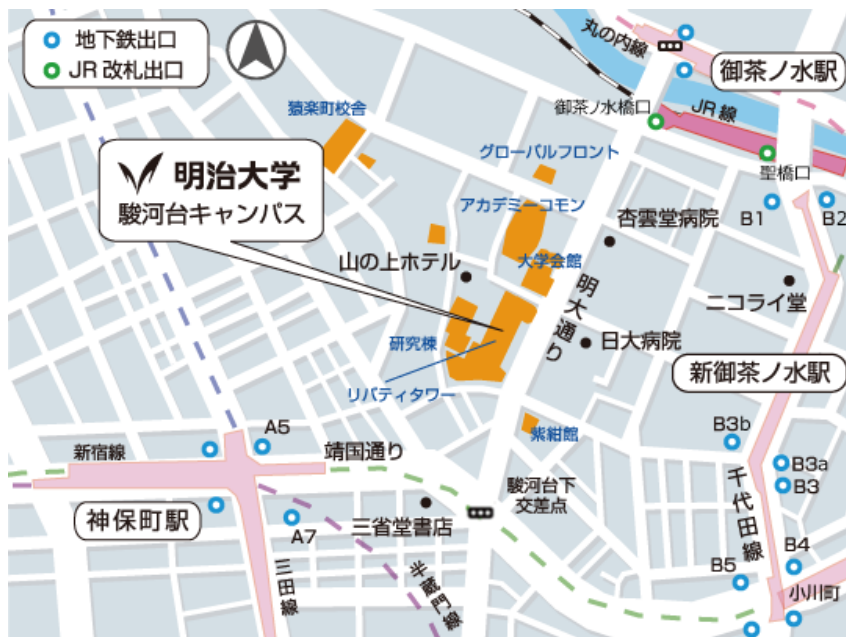 地下鉄出口
JR改札出口
丸の内線
御茶ノ水駅
JR線
御茶ノ水橋口
聖橋口
猿楽町校舎
明治大学
駿河台キャンパス
グローバルフロント
アカデミーコモン
大学会館
杏雲堂病院
B1
B2
山の上ホテル
明大通り
ニコライ堂
日大病院
研究棟
リバティタワー
新御茶ノ水駅
紫紺館
B3b
B3a
B3
A5
新宿線
靖国通り
駿河台下
交差点
千代田線
神保町駅
A7
三省堂書店
三田線
半蔵門線
B4
B5
小川町